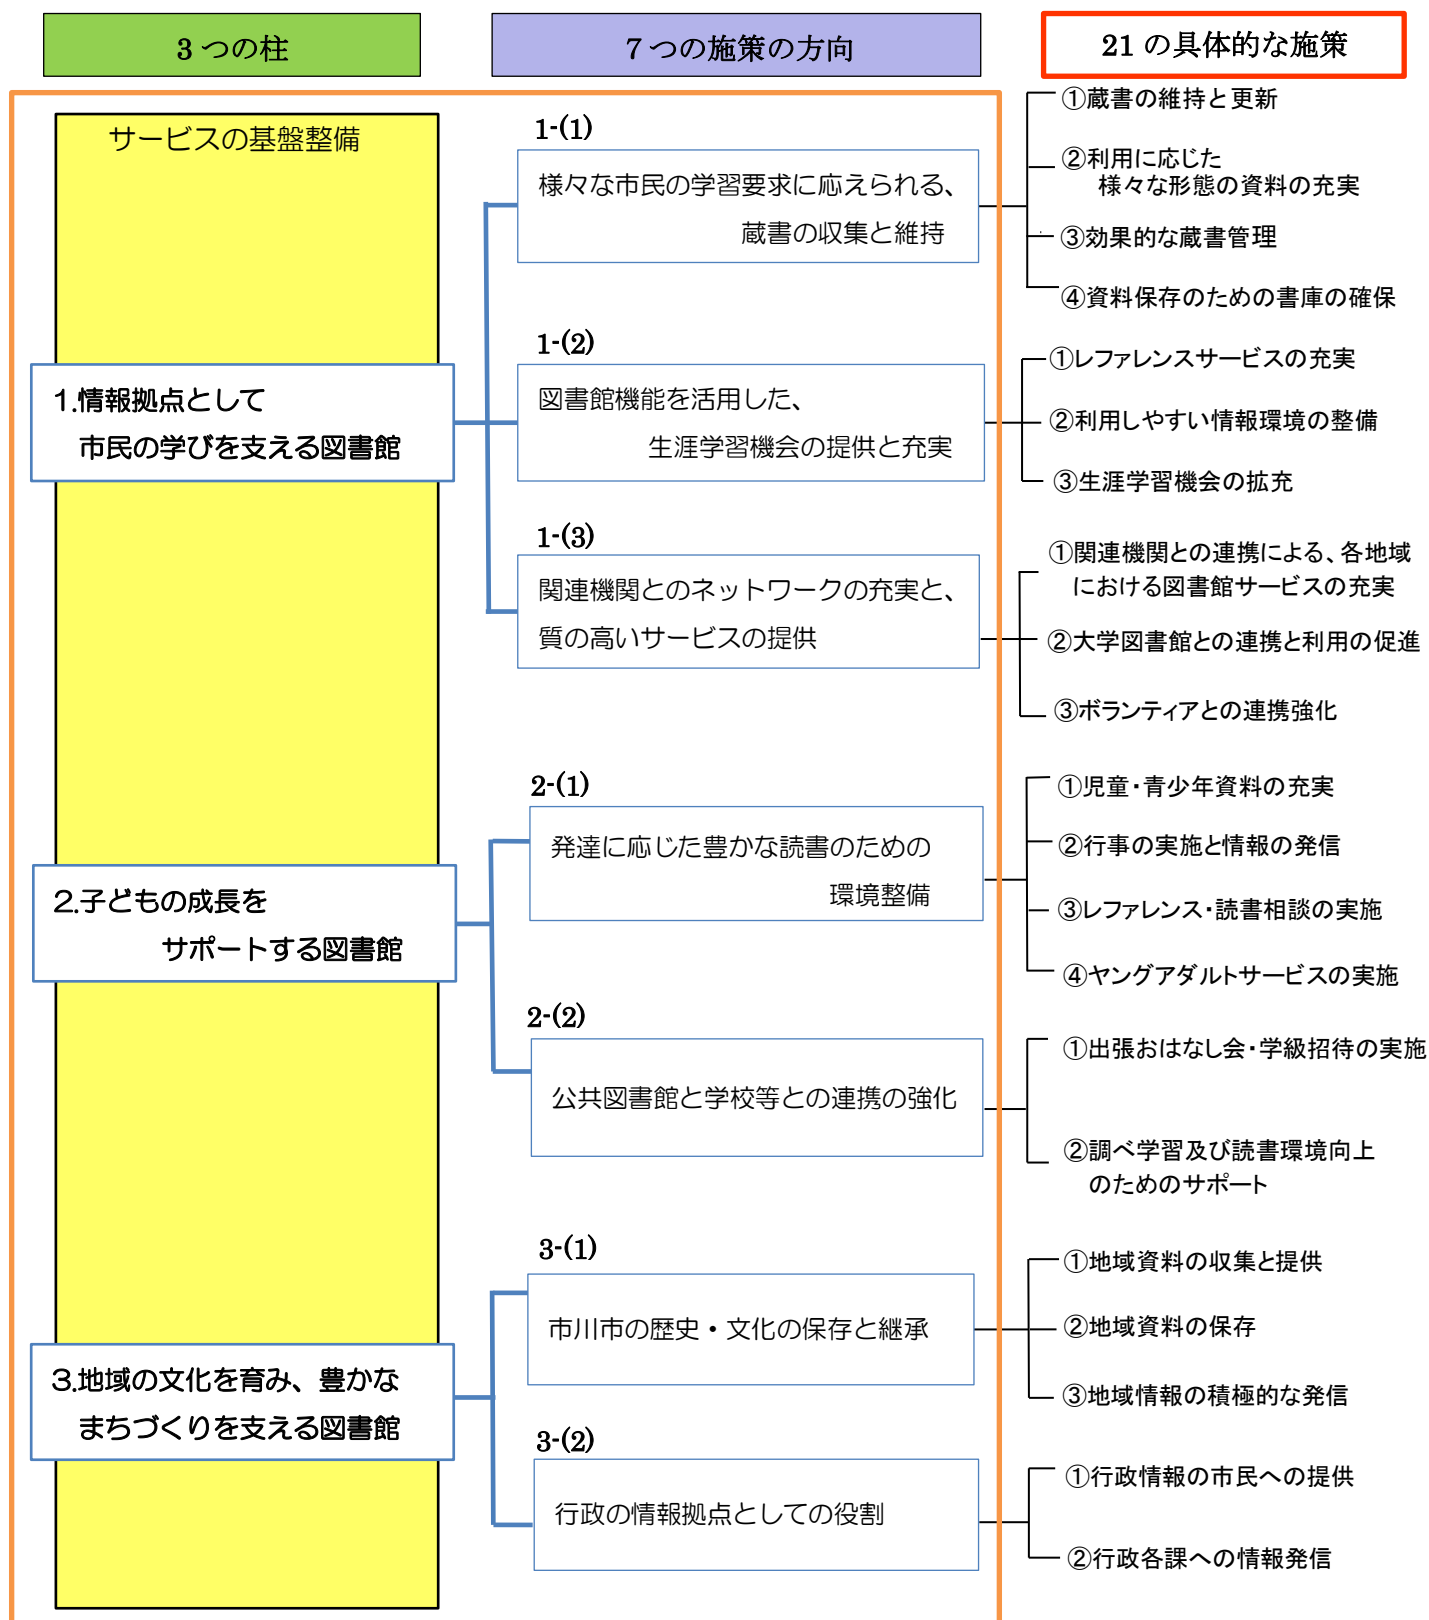 3つの柱
7つの施策の方向
21の具体的な施策
サービスの基盤整備
1.情報拠点として
市民の学びを支える図書館
1-(1)
様々な市民の学習要求に応えられる、
蔵書の収集と維持
①蔵書の維持と更新
②利用に応じた
様々な形態の資料の充実
③効果的な蔵書管理
④資料保存のための書庫の確保
1-(2)
図書館機能を活用した、
生涯学習機会の提供と充実
①レファレンスサービスの充実
②利用しやすい情報環境の整備
③生涯学習機会の拡充
1-(3)
関連機関とのネットワークの充実と、
質の高いサービスの提供
①関連機関との連携による、各地域
における図書館サービスの充実
②大学図書館との連携と利用の促進
③ボランティアとの連携強化
2.子どもの成長を
サポートする図書館
2-(1)
発達に応じた豊かな読書のための
環境整備
①児童・青少年資料の充実
②行事の実施と情報の発信
③レファレンス・読書相談の実施
④ヤングアダルトサービスの実施
2-(2)
公共図書館と学校等との連携の強化
①出張おはなし会・学級招待の実施
②調べ学習及び読書環境向上
のためのサポート
3.地域の文化を育み、豊かな
まちづくりを支える図書館
3-(1)
市川市の歴史・文化の保存と継承
①地域資料の収集と提供
②地域資料の保存
③地域情報の積極的な発信
3-(2)
行政の情報拠点としての役割
①行政情報の市民への提供
②行政各課への情報発信